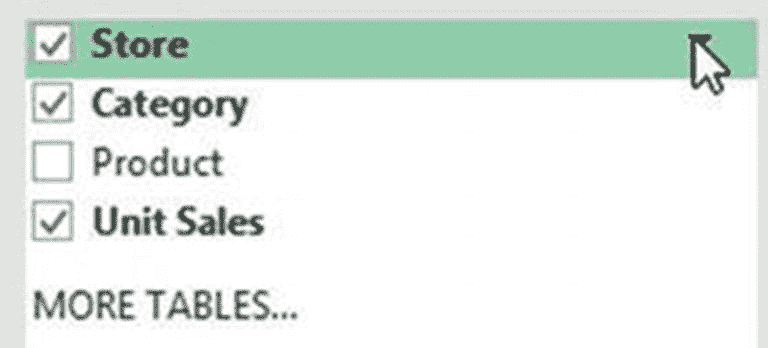 Store
Category
Product
Unit Sales
MORE TABLES...